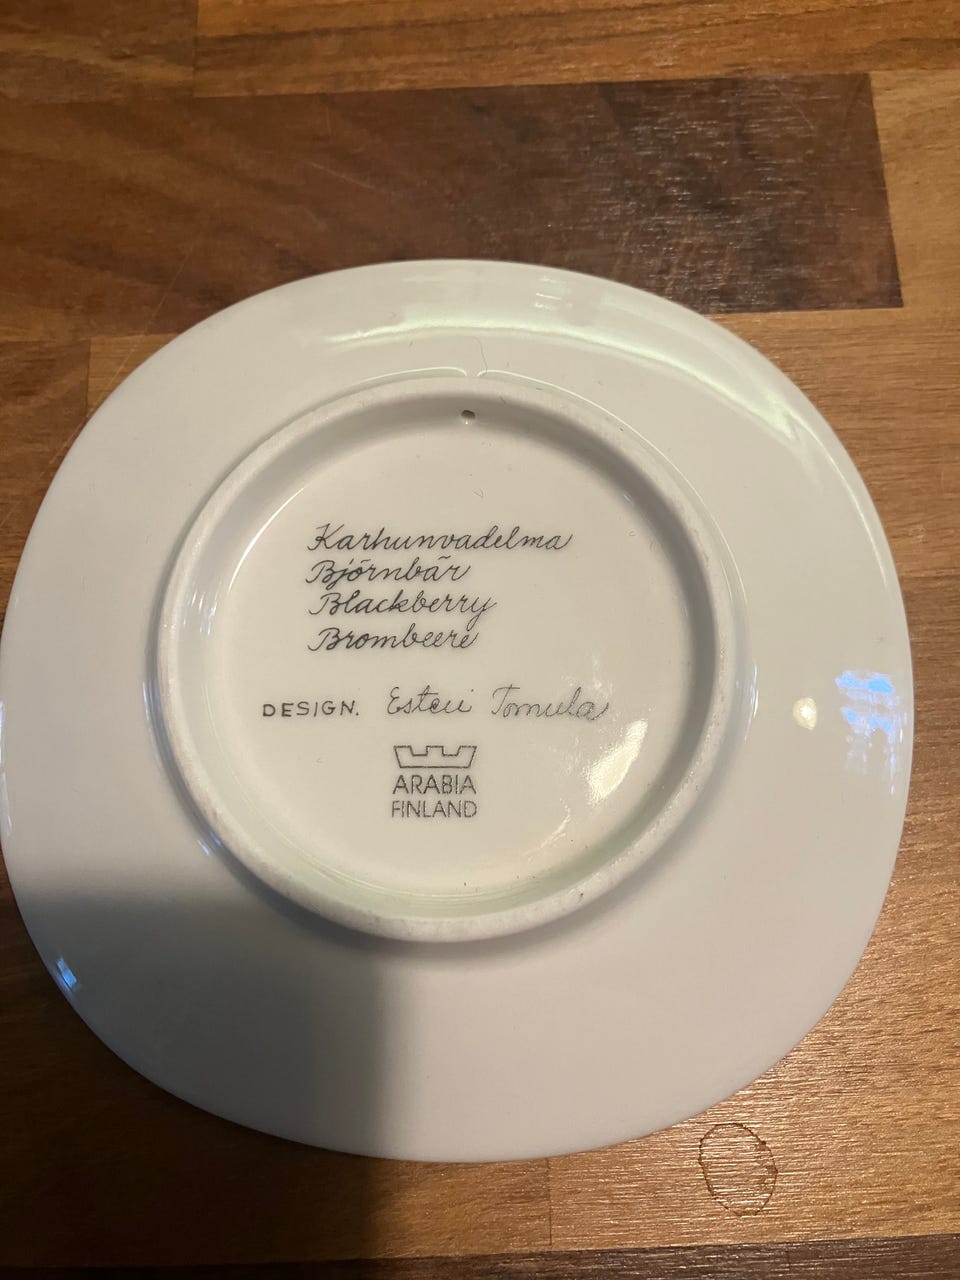 Karhunvadelma
Björnbär
Blackberry
Brombeere
DESIGN. Esteri Tomula
ARABIA
FINLAND